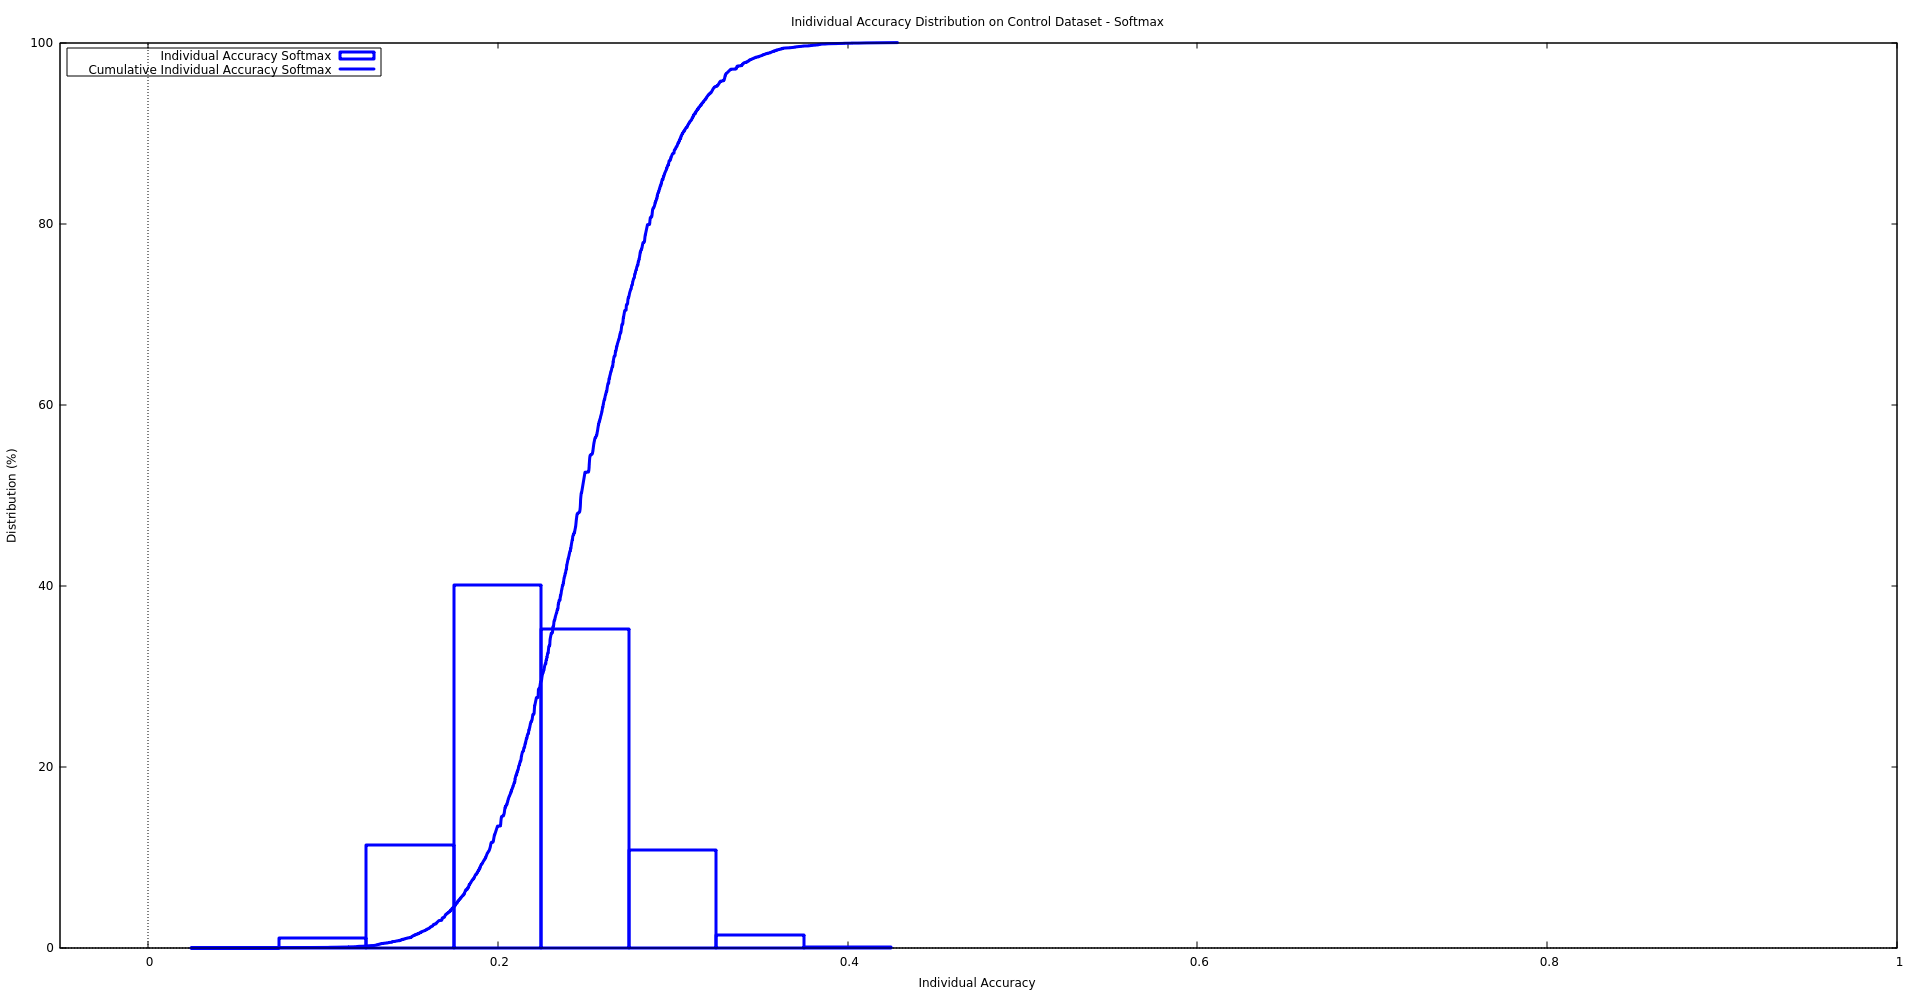 Inidividual Accuracy Distribution on Control Dataset - Softmax
Individual Accuracy Softmax
Cumulative Individual Accuracy Softmax
100
80
60
40
20
0
Distribution (%)
0 0.2 0.4 0.6 0.8 1
Individual Accuracy